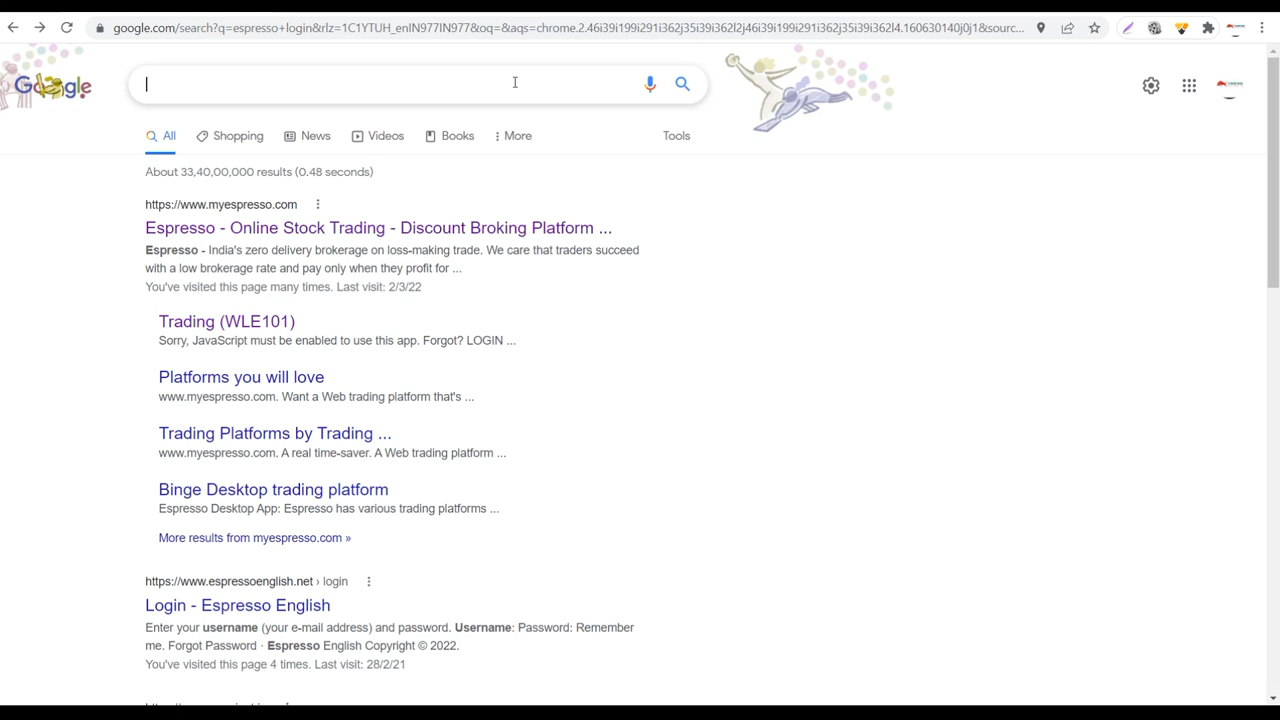 google.com/search?q=espresso+login&rlz=1C1YTUH_enIN977IN977&oq=&aqs=chrome.2.46i39i199i291i362j35i39i362l2j46i39i199i291i362j35i39i362l4.160630140j0j1&sourc...
Google
All Shopping News Videos Books More Tools
About 33,40,00,000 results (0.48 seconds)
https://www.myespresso.com
Espresso - Online Stock Trading - Discount Broking Platform ...
Espresso - India's zero delivery brokerage on loss-making trade. We care that traders succeed
with a low brokerage rate and pay only when they profit for ...
You've visited this page many times. Last visit: 2/3/22
Trading (WLE101)
Sorry, JavaScript must be enabled to use this app. Forgot? LOGIN ...
Platforms you will love
www.myespresso.com. Want a Web trading platform that's ...
Trading Platforms by Trading ...
www.myespresso.com. A real time-saver. A Web trading platform ...
Binge Desktop trading platform
Espresso Desktop App: Espresso has various trading platforms ...
More results from myespresso.com »
https://www.espressoenglish.net › login
Login - Espresso English
Enter your username (your e-mail address) and password. Username: Password: Remember
me. Forgot Password · Espresso English Copyright © 2022.
You've visited this page 4 times. Last visit: 28/2/21